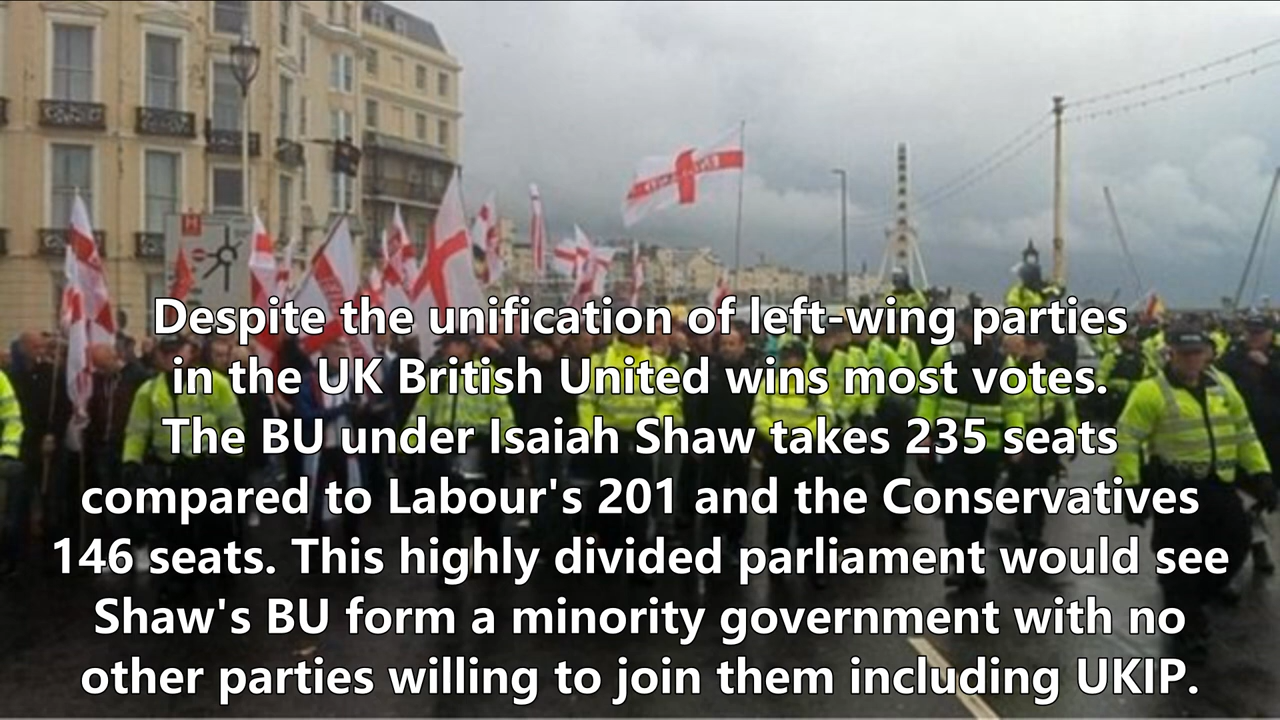 H
ENGLAND
Despite the unification of left-wing parties
in the UK British United wins most votes.
The BU under Isaiah Shaw takes 235 seats
compared to Labour's 201 and the Conservatives
146 seats. This highly divided parliament would see
Shaw's BU form a minority government with no
other parties willing to join them including UKIP.